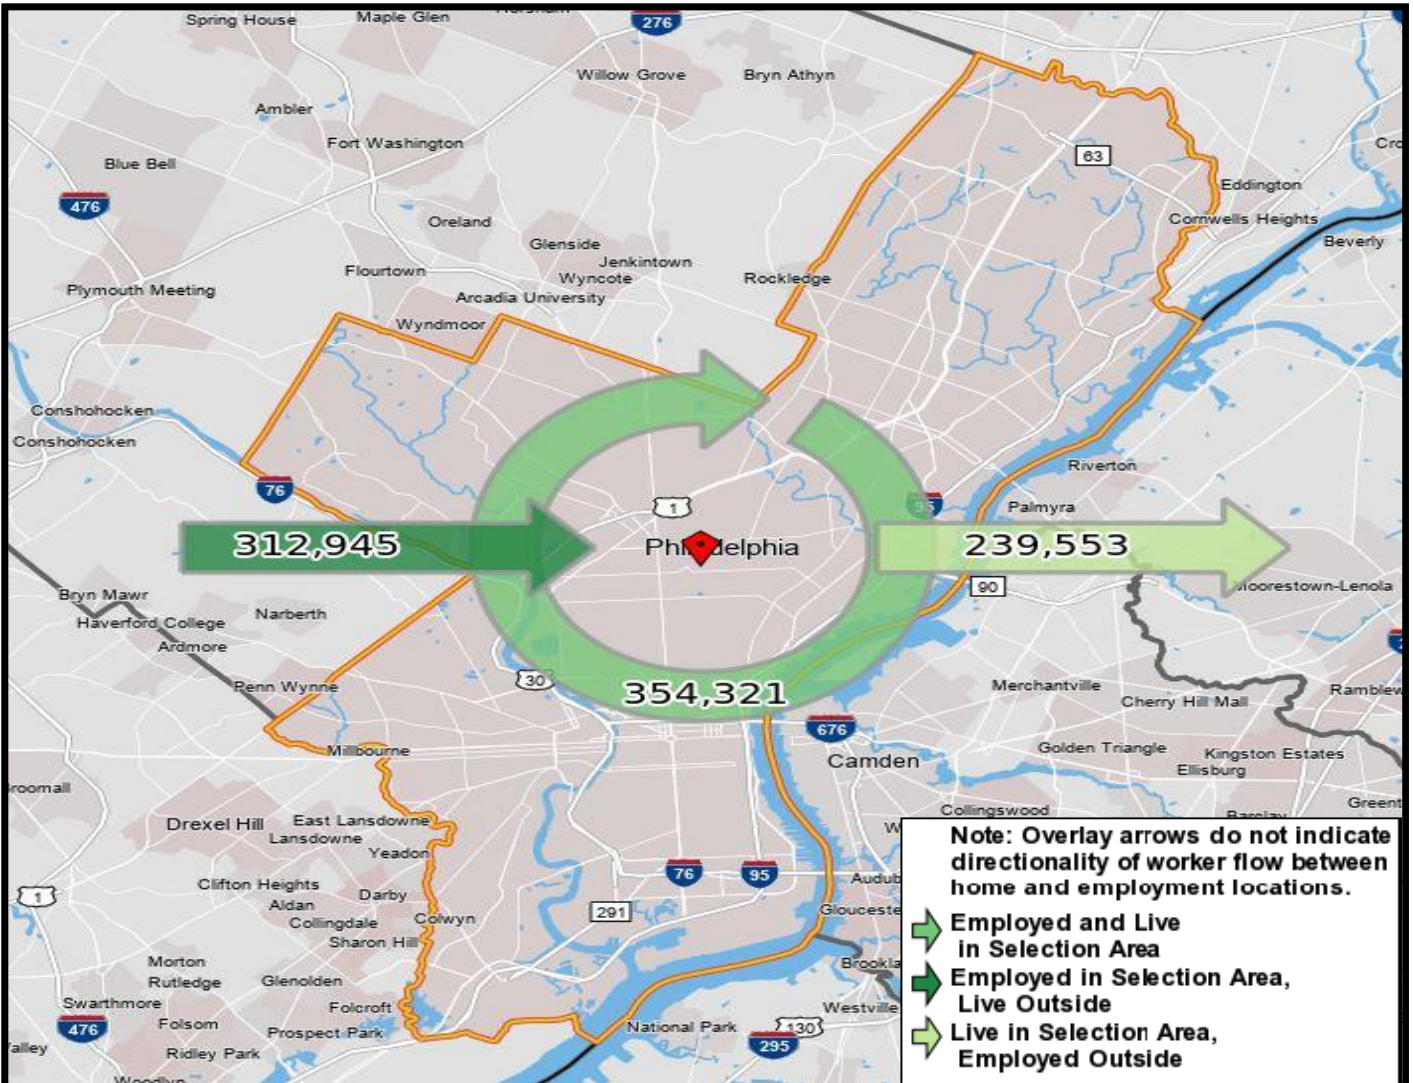 Spring House
Maple Glen
276
Willow Grove
Bryn Athyn
Ambler
Fort Washington
63
Blue Bell
476
Eddington
Oreland
Cornwells Heights
Glenside
Beverly
Jenkintown
Flourtown
Wyncote
Rockledge
Plymouth Meeting
Arcadia University
Wyndmoor
Conshohocken
Conshohocken
Riverton
76
1
95
Palmyra
312,945
Philadelphia
239,553
90
Moorestown-Lenola
Bryn Mawr
Narberth
Haverford College
Ardmore
30
Penn Wynne
354,321
Merchantville
Cherry Hill Mall
676
Millbourne
Golden Triangle
Kingston Estates
Camden
Ellisburg
Collingswood
Barclay
Drexel Hill
East Lansdowne
Lansdowne
Yeadon
76
95
Clifton Heights
Darby
1
Aldan
291
Collingdale
Colwyn
Sharon Hill
Morton
Rutledge
Glenolden
Swarthmore
Folcroft
Westville
476
Folsom
Prospect Park
National Park
130
295
Ridley Park
Note: Overlay arrows do not indicate
directionality of worker flow between
home and employment locations.
Employed and Live
in Selection Area
Employed in Selection Area,
Live Outside
Live in Selection Area,
Employed Outside